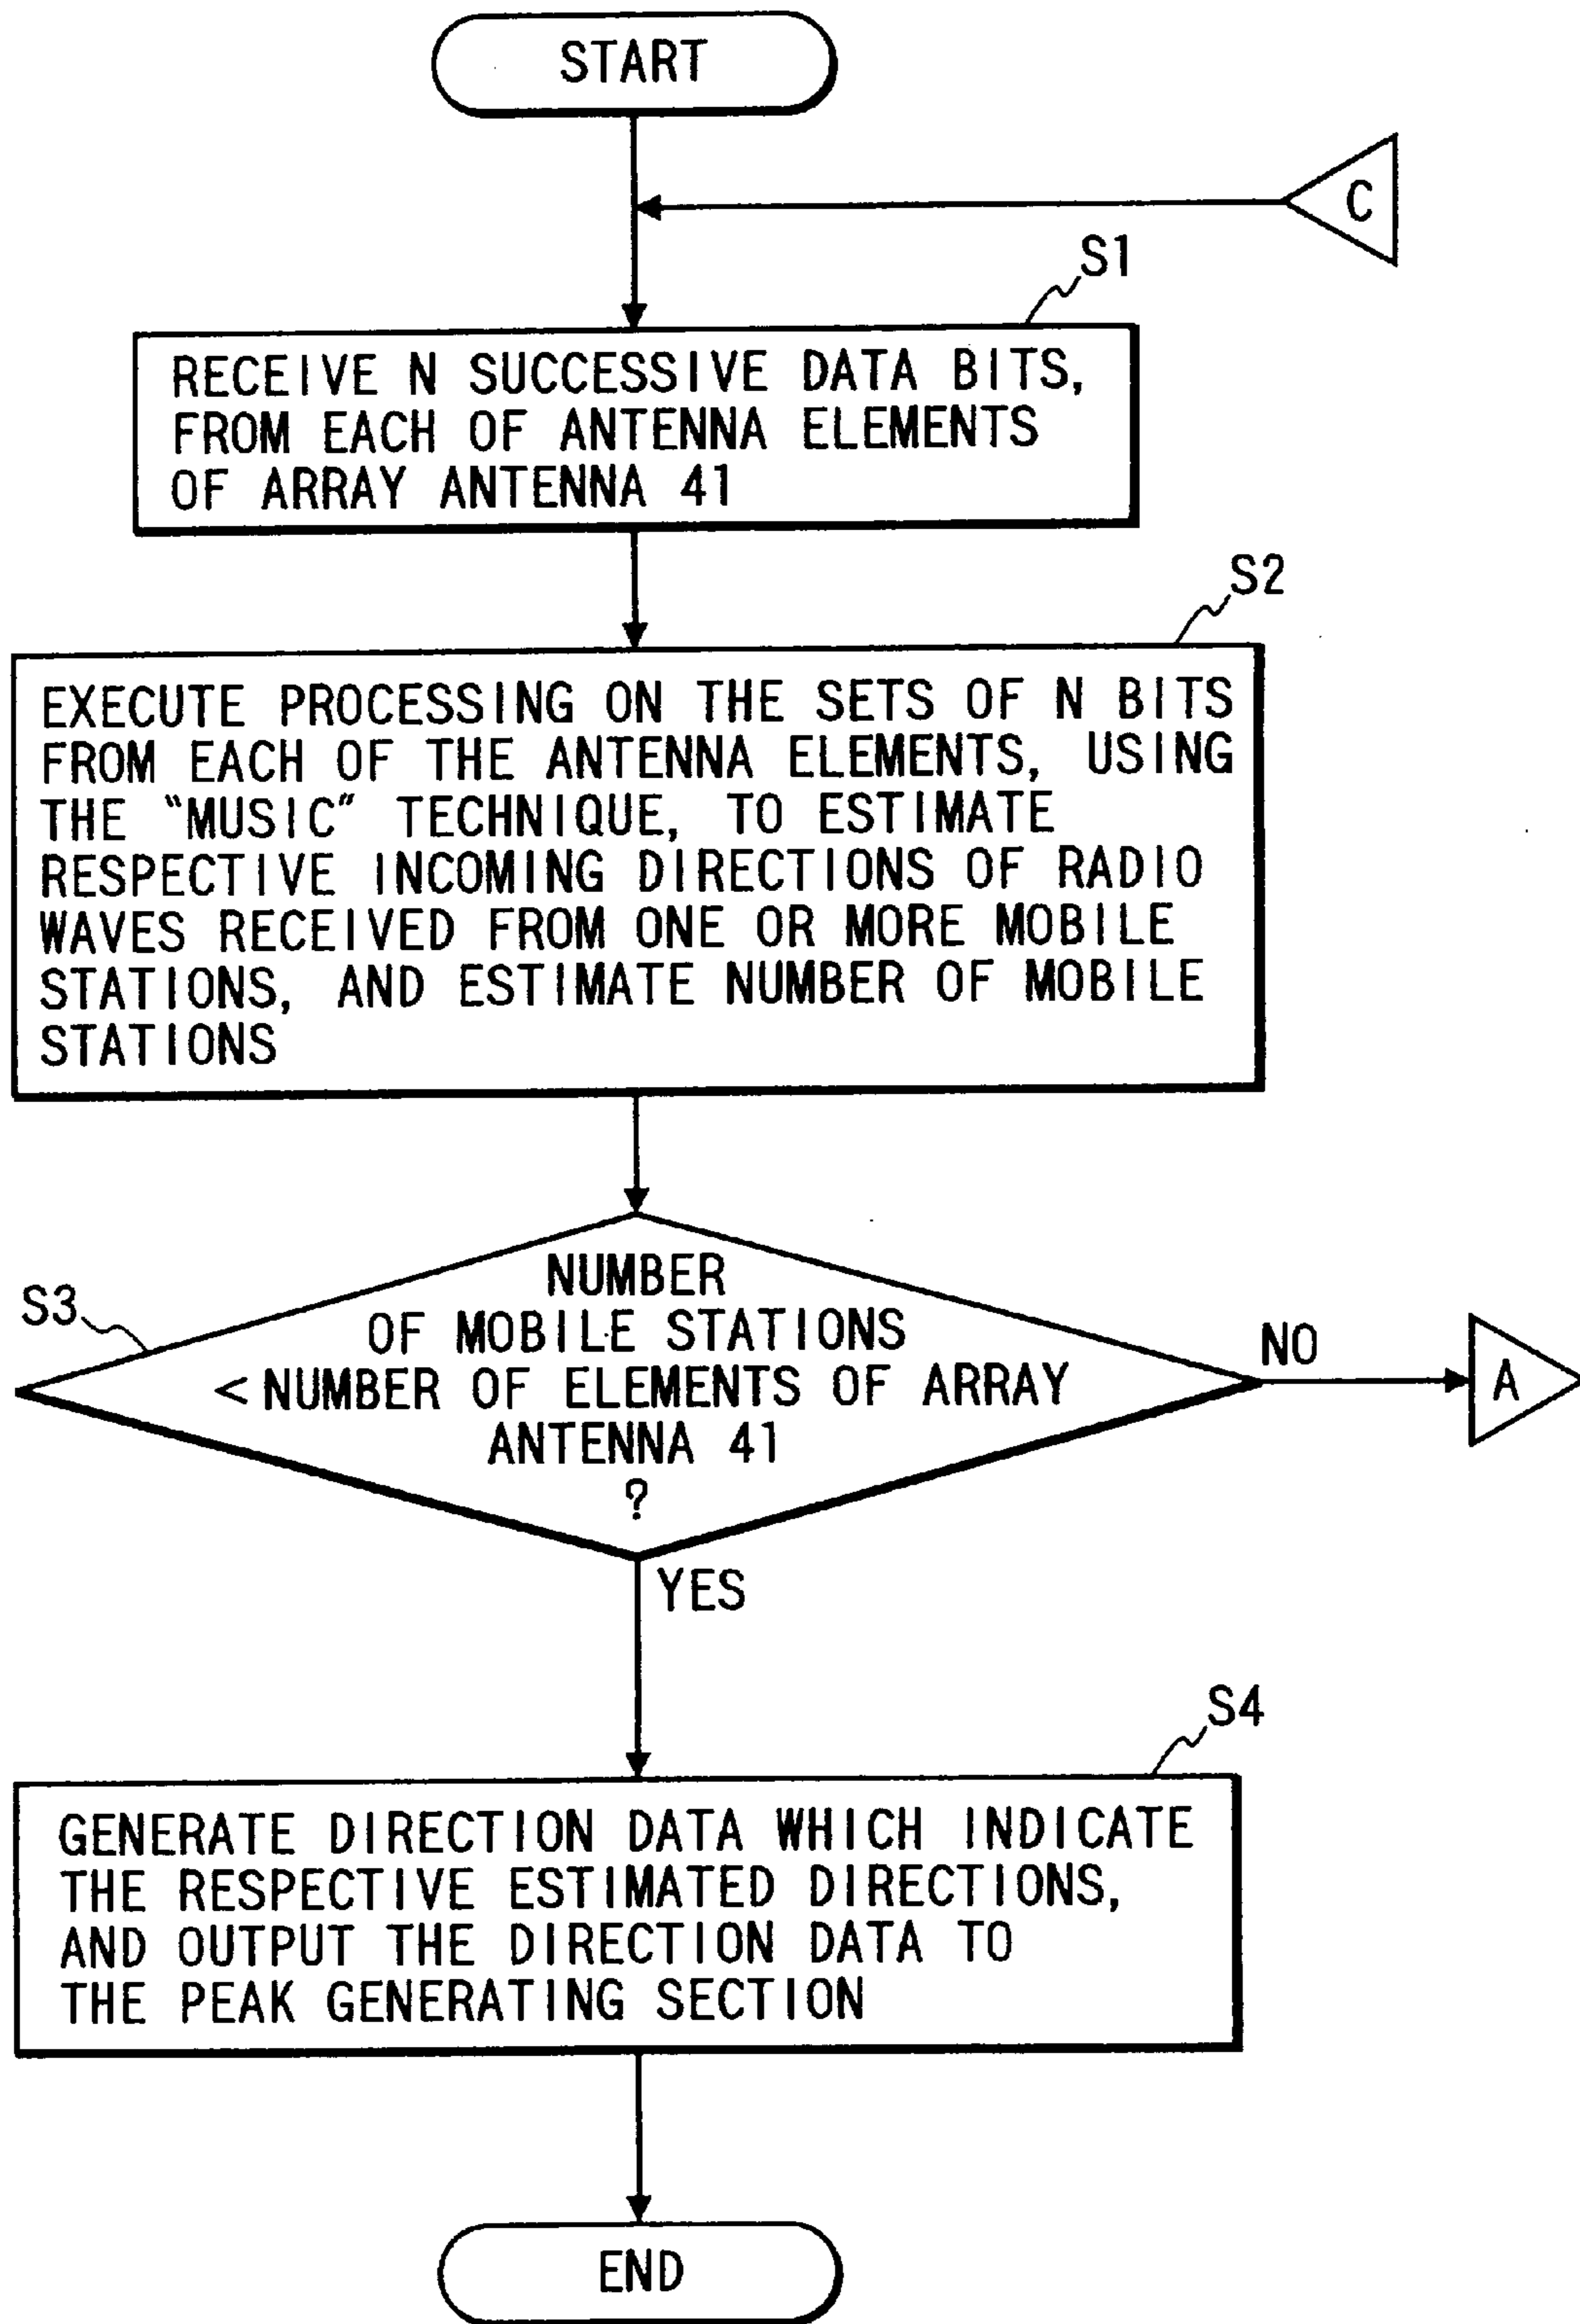 START
C
S1
RECEIVE N SUCCESSIVE DATA BITS,
FROM EACH OF ANTENNA ELEMENTS
OF ARRAY ANTENNA 41
S2
EXECUTE PROCESSING ON THE SETS OF N BITS
FROM EACH OF THE ANTENNA ELEMENTS, USING
THE "MUSIC" TECHNIQUE, TO ESTIMATE
RESPECTIVE INCOMING DIRECTIONS OF RADIO
WAVES RECEIVED FROM ONE OR MORE MOBILE
STATIONS, AND ESTIMATE NUMBER OF MOBILE
STATIONS
S3
NUMBER
OF MOBILE STATIONS
< NUMBER OF ELEMENTS OF ARRAY
ANTENNA 41
?
NO
A
YES
S4
GENERATE DIRECTION DATA WHICH INDICATE
THE RESPECTIVE ESTIMATED DIRECTIONS,
AND OUTPUT THE DIRECTION DATA TO
THE PEAK GENERATING SECTION
END